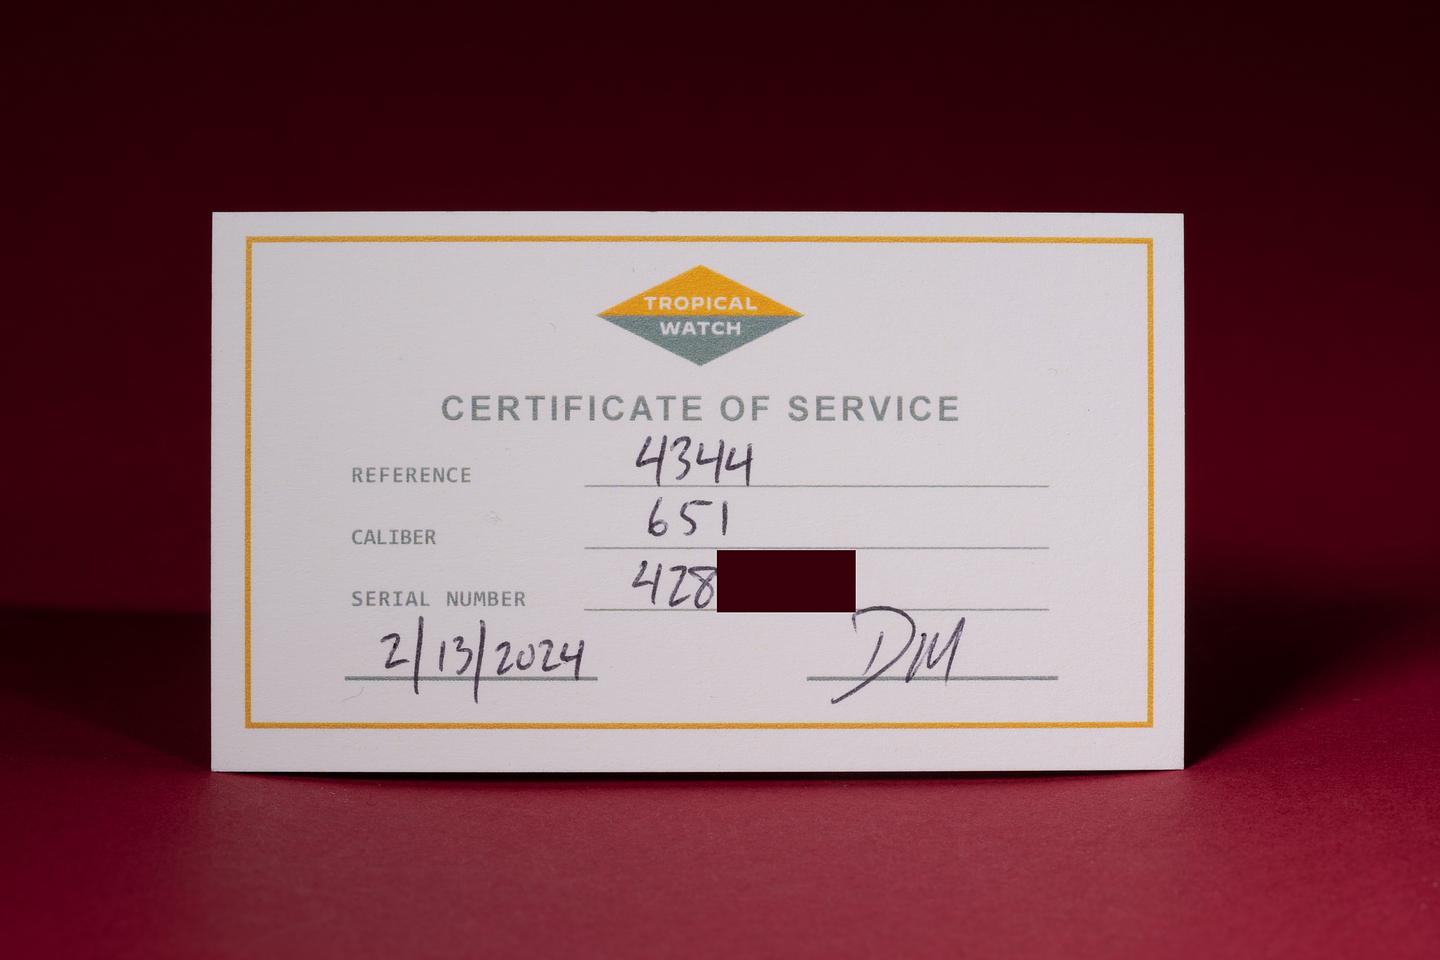 TROPICAL
WATCH
CERTIFICATE OF SERVICE
REFERENCE 4344
CALIBER 651
SERIAL NUMBER 428
2/13/2024 DM